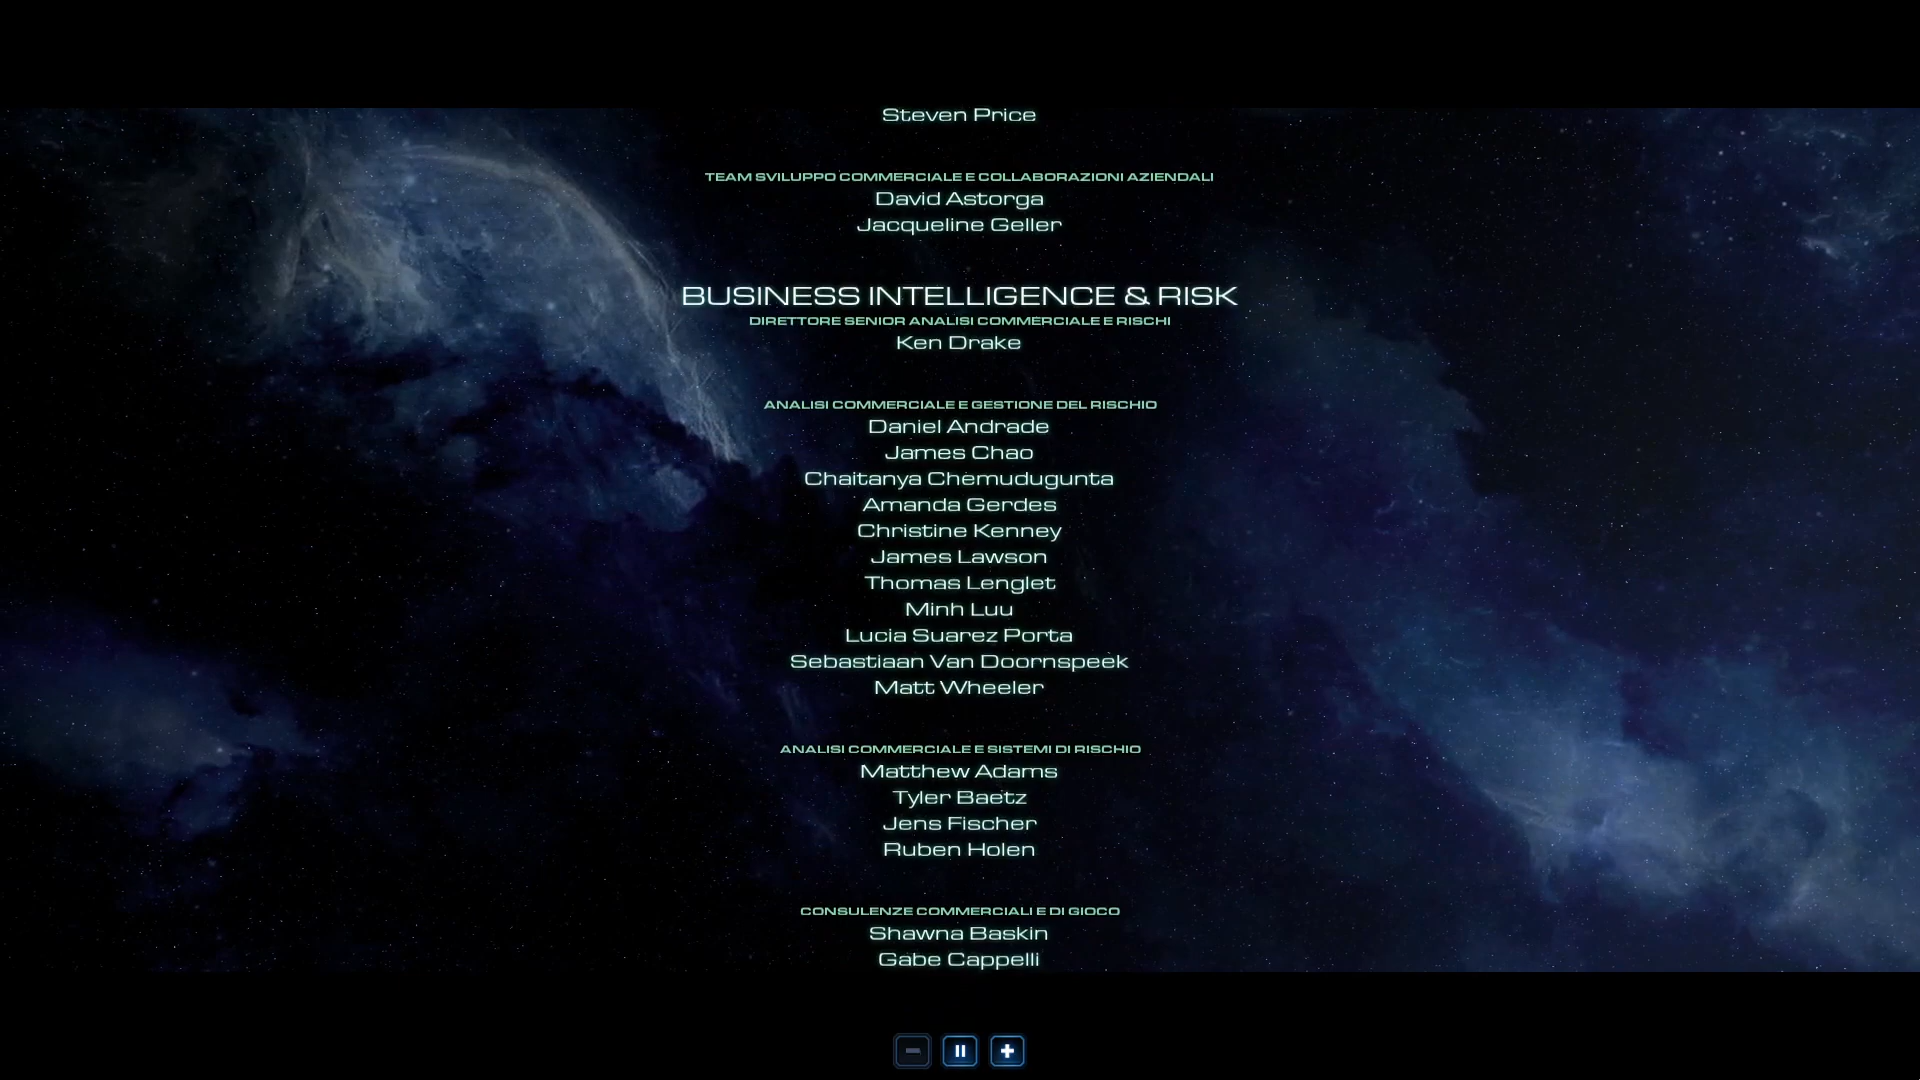 Steven Price
TEAM SVILUPPO COMMERCIALE E COLLABORAZIONI AZIENDALI
David Astorga
Jacqueline Geller
BUSINESS INTELLIGENCE & RISK
DIRETTORE SENIOR ANALISI COMMERCIALE E RISCHI
Ken Drake
ANALISI COMMERCIALE E GESTIONE DEL RISCHIO
Daniel Andrade
James Chao
Chaitanya Chemudugunta
Amanda Gerdes
Christine Kenney
James Lawson
Thomas Lenglet
Minh Luu
Lucia Suarez Porta
Sebastiaan Van Doornspeek
Matt Wheeler
ANALISI COMMERCIALE E SISTEMI DI RISCHIO
Matthew Adams
Tyler Baetz
Jens Fischer
Ruben Holen
CONSULENZE COMMERCIALI E DI GIOCO
Shawna Baskin
Gabe Cappelli